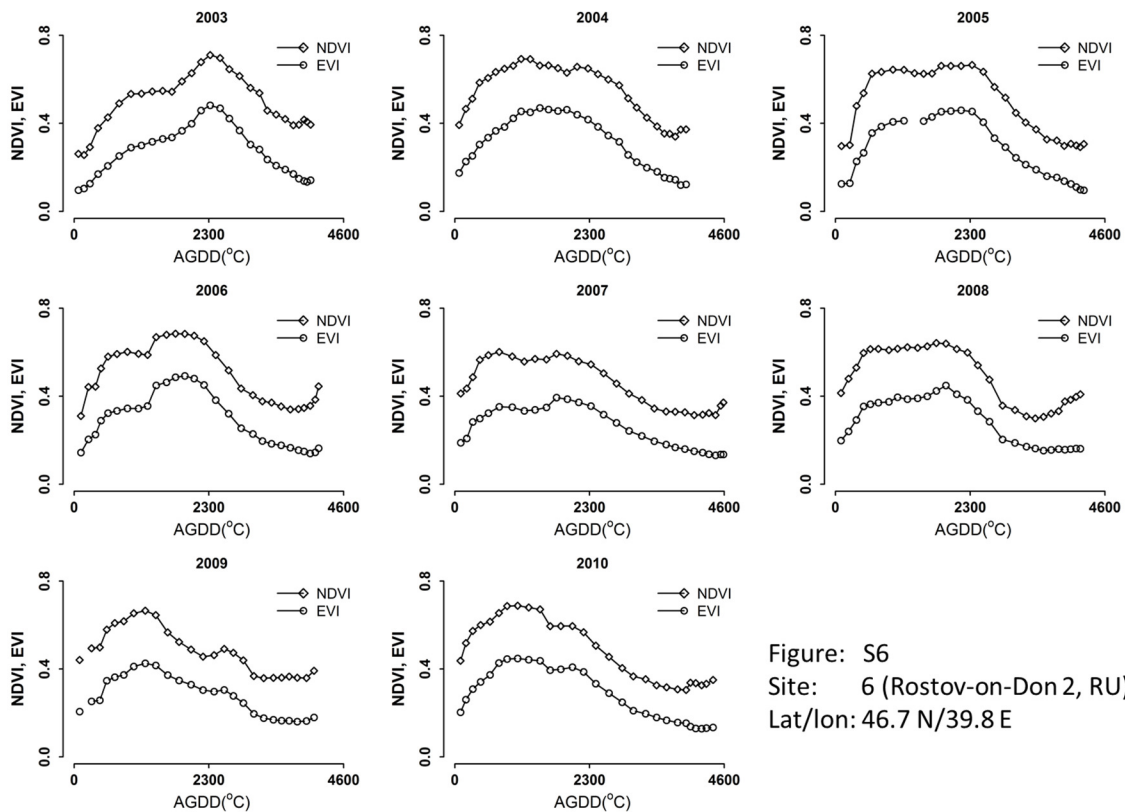 2003
NDVI
EVI
NDVI, EVI
0.8
0.4
0.0
0
2300
4600
AGDD(°C)
2004
NDVI
EVI
NDVI, EVI
0.8
0.4
0.0
0
2300
4600
AGDD(°C)
2005
NDVI
EVI
NDVI, EVI
0.8
0.4
0.0
0
2300
4600
AGDD(°C)
2006
NDVI
EVI
NDVI, EVI
0.8
0.4
0.0
0
2300
4600
AGDD(°C)
2007
NDVI
EVI
NDVI, EVI
0.8
0.4
0.0
0
2300
4600
AGDD(°C)
2008
NDVI
EVI
NDVI, EVI
0.8
0.4
0.0
0
2300
4600
AGDD(°C)
2009
NDVI
EVI
NDVI, EVI
0.8
0.4
0.0
0
2300
4600
AGDD(°C)
2010
NDVI
EVI
NDVI, EVI
0.8
0.4
0.0
0
2300
4600
AGDD(°C)
Figure: S6
Site: 6 (Rostov-on-Don 2, RU)
Lat/lon: 46.7 N/39.8 E